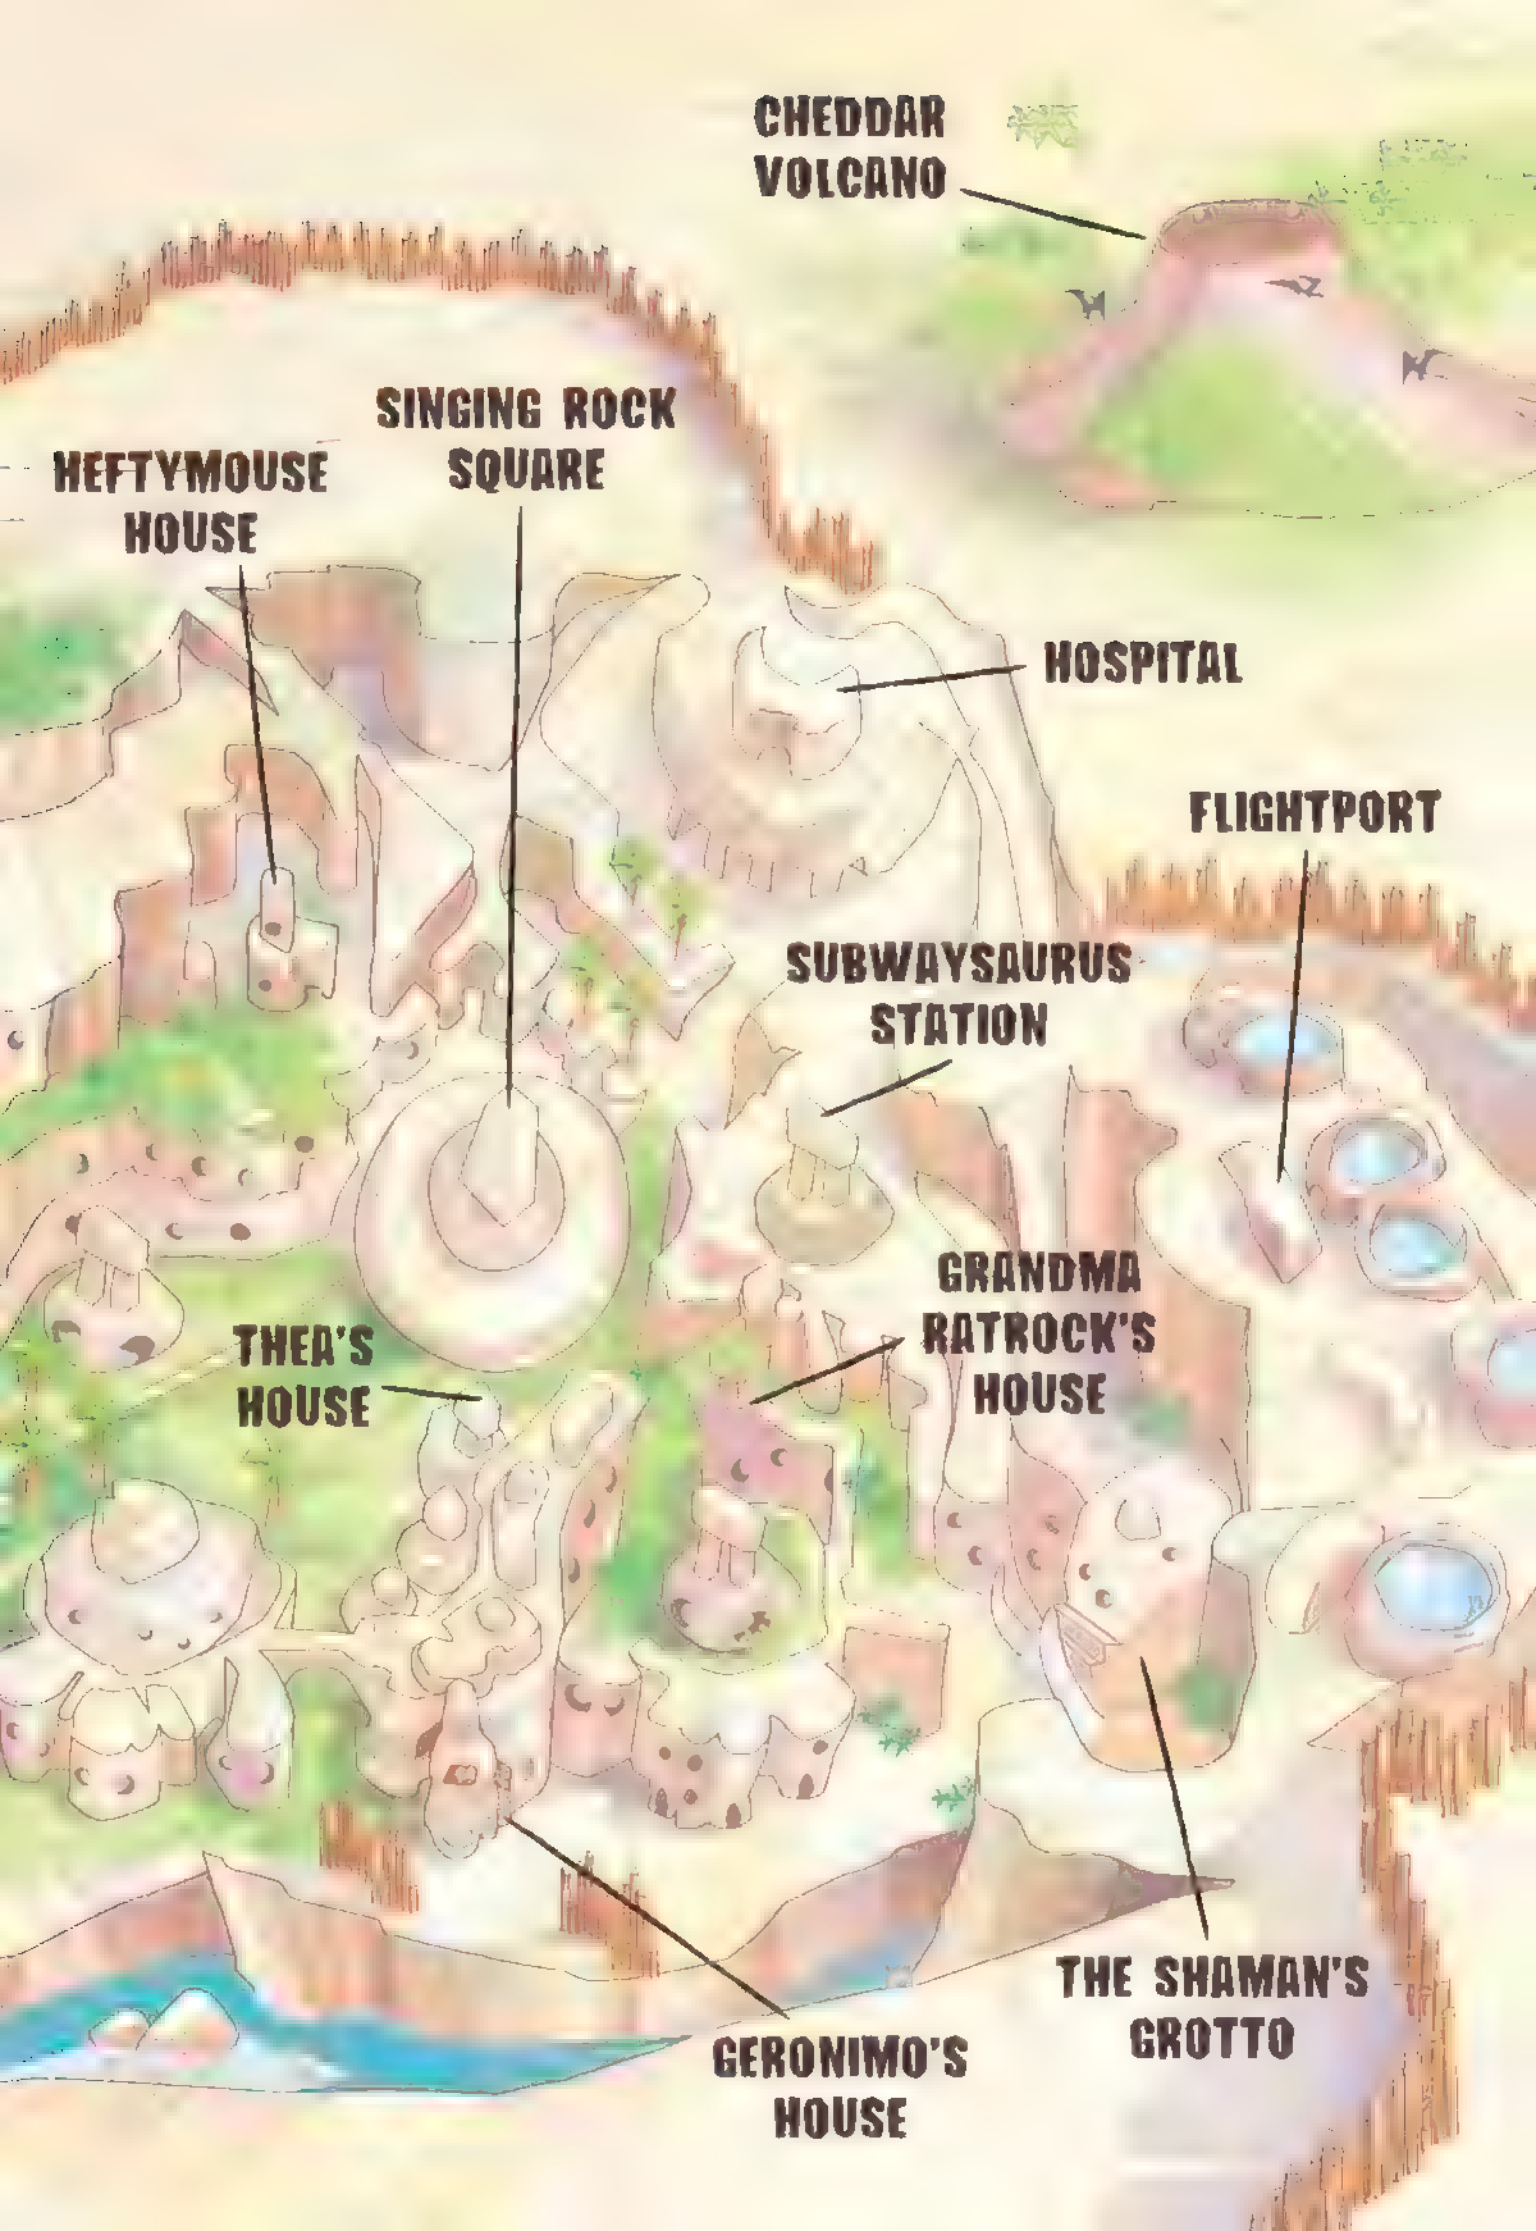 CHEDDAR
VOLCANO
SINGING ROCK
SQUARE
HEFTYMOUSE
HOUSE
HOSPITAL
FLIGHTPORT
SUBWAYSAURUS
STATION
GRANDMA
RATROCK'S
HOUSE
THEA'S
HOUSE
THE SHAMAN'S
GROTTO
GERONIMO'S
HOUSE